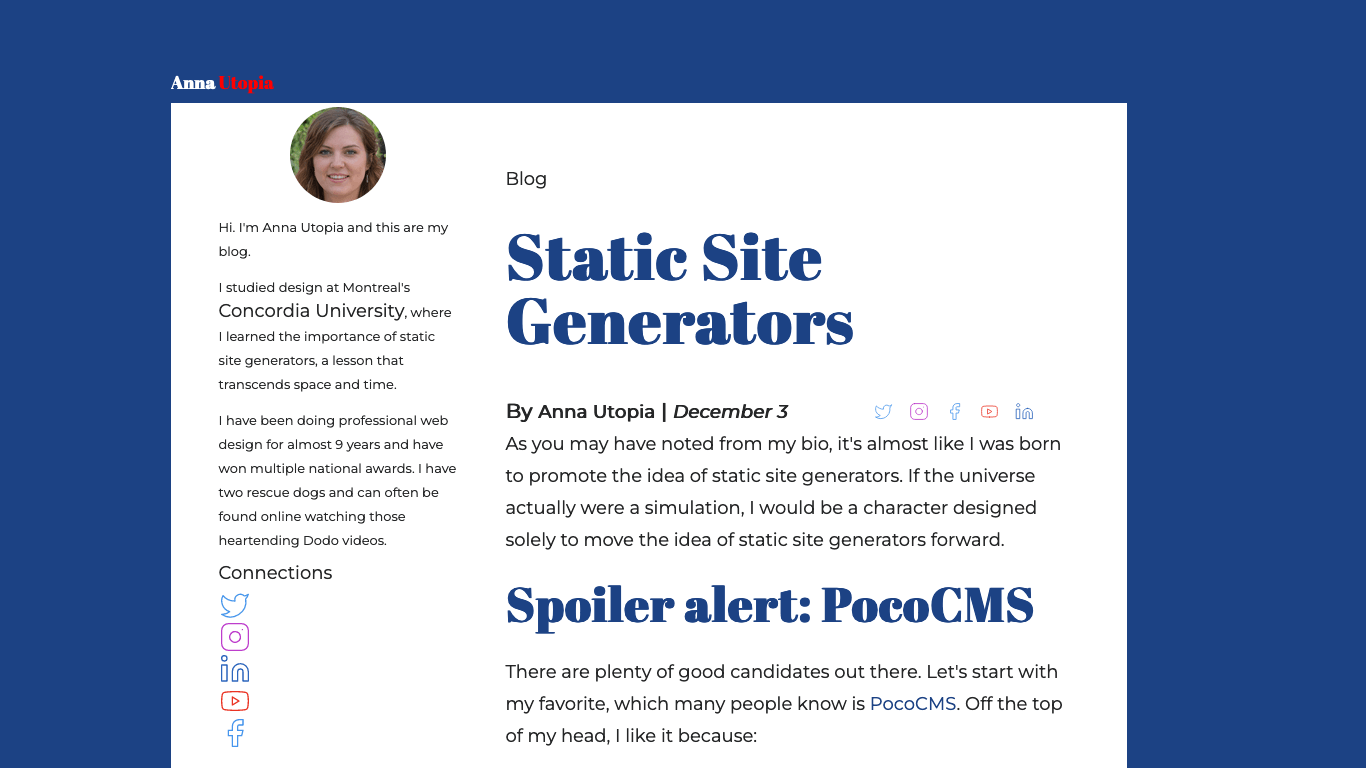 Anna Utopia
Hi. I'm Anna Utopia and this are my
blog.
I studied design at Montreal's
Concordia University, where
I learned the importance of static
site generators, a lesson that
transcends space and time.
I have been doing professional web
design for almost 9 years and have
won multiple national awards. I have
two rescue dogs and can often be
found online watching those
heartending Dodo videos.
Connections
Blog
Static Site
Generators
By Anna Utopia | December 3
As you may have noted from my bio, it's almost like I was born
to promote the idea of static site generators. If the universe
actually were a simulation, I would be a character designed
solely to move the idea of static site generators forward.
Spoiler alert: PocoCMS
There are plenty of good candidates out there. Let's start with
my favorite, which many people know is PocoCMS. Off the top
of my head, I like it because: